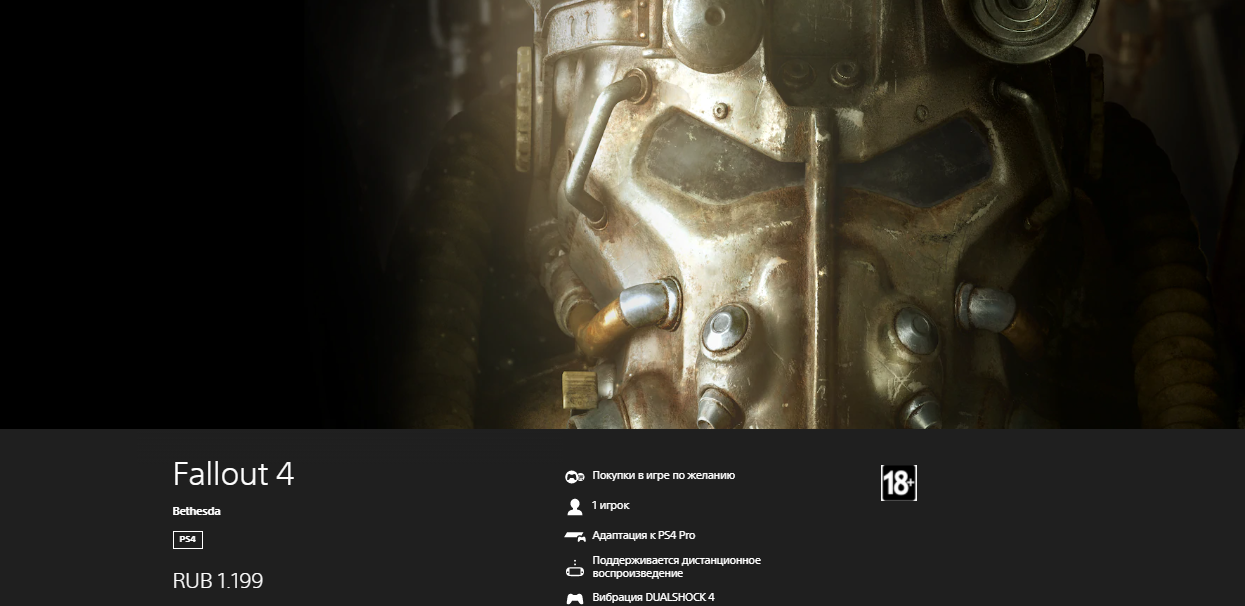 Fallout 4
Bethesda
PS4
RUB 1.199
Покупки в игре по желанию
1 игрок
Адаптация к PS4 Pro
Поддерживается дистанционное
воспроизведение
Вибрация DUALSHOCK 4
18+